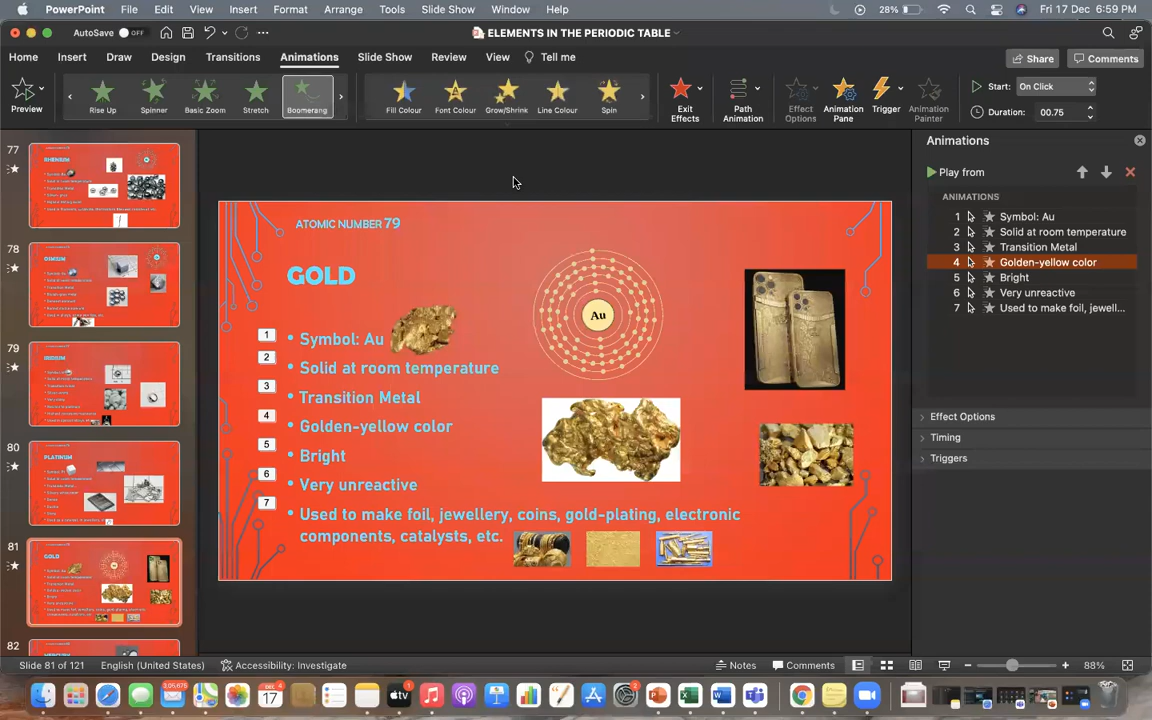 PowerPoint File Edit View Insert Format Arrange Tools Slide Show Window Help 28% Fri 17 Dec 6:59 PM
AutoSave OFF ELEMENTS IN THE PERIODIC TABLE
Home Insert Draw Design Transitions Animations Slide Show Review View Tell me Share Comments
Preview Rise Up Spinner Basic Zoom Stretch Boomerang Fill Colour Font Colour Grow/Shrink Line Colour Spin
Exit Effects
Path Animation
Effect Options
Animation Pane
Trigger
Animation Painter
Start: On Click
Duration: 00.75
Animations
Play from
ANIMATIONS
1 Symbol: Au
2 Solid at room temperature
3 Transition Metal
4 Golden-yellow color
5 Bright
6 Very unreactive
7 Used to make foil, jewell...
Effect Options
Timing
Triggers
77
RHENIUM
78
OSMIUM
79
IRIDIUM
80
PLATINUM
81
GOLD
82
ATOMIC NUMBER 79
GOLD
Au
1 • Symbol: Au
2 • Solid at room temperature
3 • Transition Metal
4 • Golden-yellow color
5 • Bright
6 • Very unreactive
7 • Used to make foil, jewellery, coins, gold-plating, electronic
components, catalysts, etc.
Slide 81 of 121 English (United States) Accessibility: Investigate Notes Comments 88%
DEC
17
tv